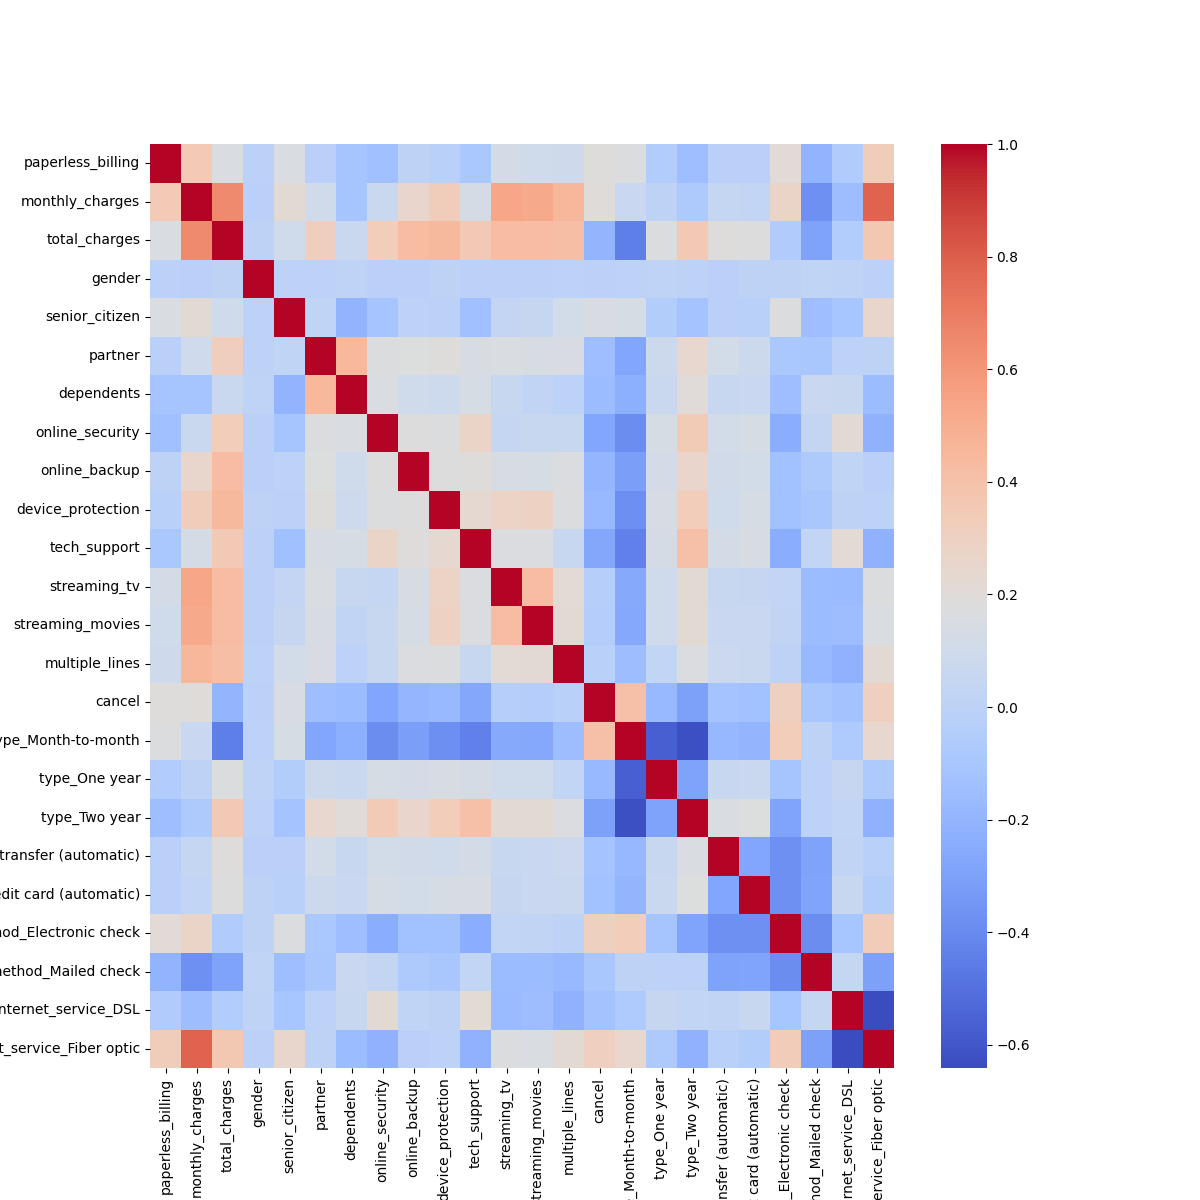 paperless_billing
monthly_charges
total_charges
gender
senior_citizen
partner
dependents
online_security
online_backup
device_protection
tech_support
streaming_tv
streaming_movies
multiple_lines
cancel
ype_Month-to-month
type_One year
type_Two year
transfer (automatic)
edit card (automatic)
hod_Electronic check
method_Mailed check
nternet_service_DSL
t_service_Fiber optic
paperless_billing
monthly_charges
total_charges
gender
senior_citizen
partner
dependents
online_security
online_backup
device_protection
tech_support
streaming_tv
treaming_movies
multiple_lines
cancel
_Month-to-month
type_One year
type_Two year
nsfer (automatic)
card (automatic)
_Electronic check
hod_Mailed check
rnet_service_DSL
ervice_Fiber optic
1.0
0.8
0.6
0.4
0.2
0.0
−0.2
−0.4
−0.6